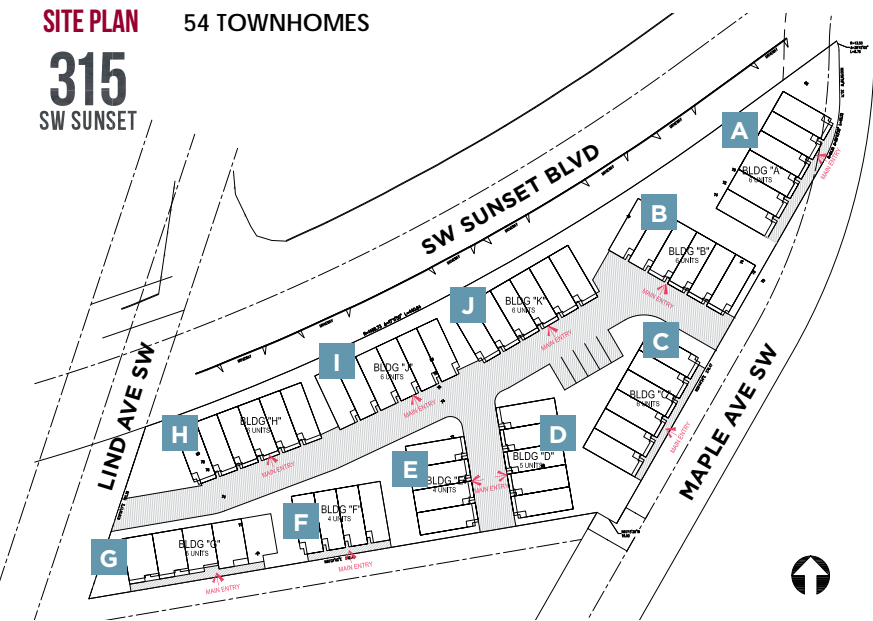 SITE PLAN
54 TOWNHOMES
315
SW SUNSET
A
BLDG "A"
6 UNITS
MAIN ENTRY
SW SUNSET BLVD
B
BLDG "B"
6 UNITS
MAIN ENTRY
J
BLDG "K"
6 UNITS
MAIN ENTRY
C
BLDG "C"
6 UNITS
MAIN ENTRY
I
BLDG "J"
6 UNITS
MAIN ENTRY
LIND AVE SW
MAPLE AVE SW
H
BLDG "H"
UNITS
MAIN ENTRY
D
BLDG "D"
5 UNITS
E
BLDG "E"
4 UNITS
MAIN ENTRY
F
BLDG "F"
4 UNITS
MAIN ENTRY
G
BLDG "G"
5 UNITS
MAIN ENTRY